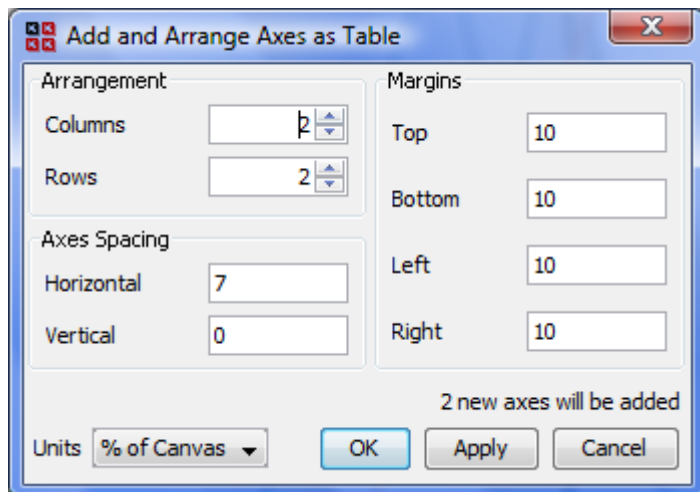 Add and Arrange Axes as Table
Arrangement
Columns 2
Rows 2
Axes Spacing
Horizontal 7
Vertical 0
Margins
Top 10
Bottom 10
Left 10
Right 10
2 new axes will be added
Units % of Canvas OK Apply Cancel